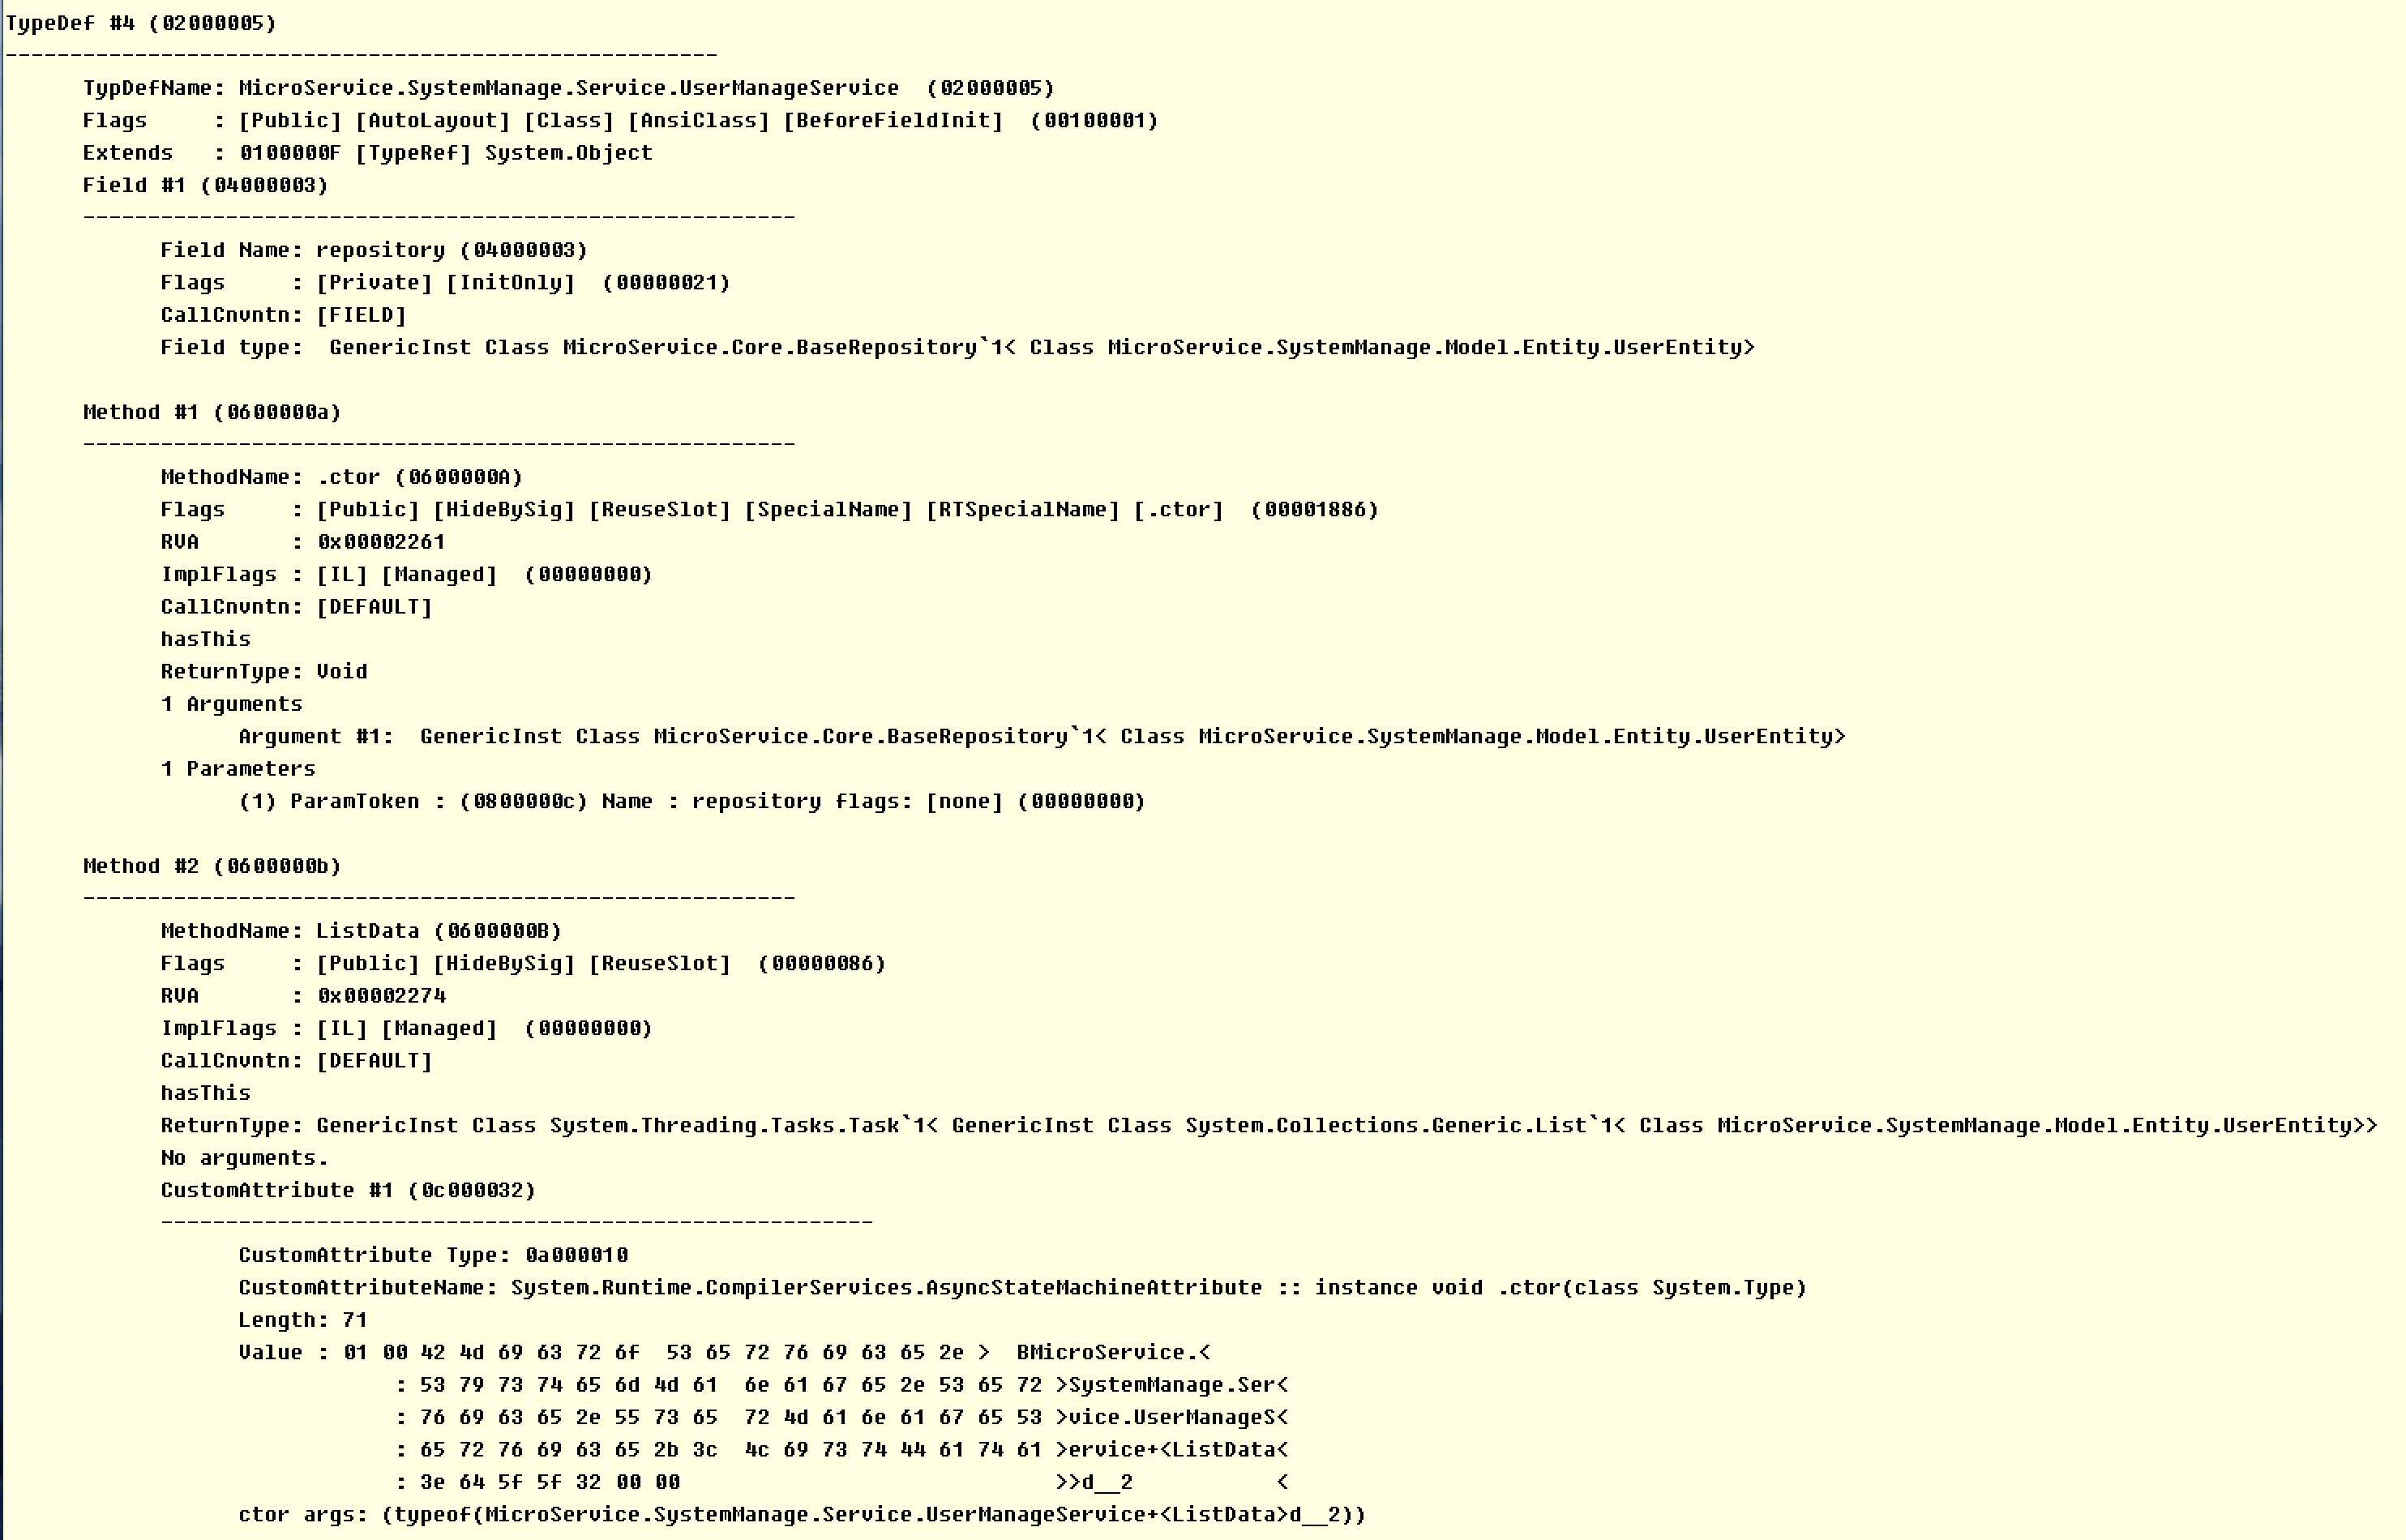 TypeDef #4 (02000005)
-------------------------------------------------------
TypDefName: MicroService.SystemManage.Service.UserManageService  (02000005)
Flags     : [Public] [AutoLayout] [Class] [AnsiClass] [BeforeFieldInit]  (00100001)
Extends   : 0100000F [TypeRef] System.Object
Field #1 (04000003)
-------------------------------------------------------
Field Name: repository (04000003)
Flags     : [Private] [InitOnly]  (00000021)
CallCnvntn: [FIELD]
Field type:  GenericInst Class MicroService.Core.BaseRepository`1< Class MicroService.SystemManage.Model.Entity.UserEntity>
Method #1 (0600000a)
-------------------------------------------------------
MethodName: .ctor (0600000A)
Flags     : [Public] [HideBySig] [ReuseSlot] [SpecialName] [RTSpecialName] [.ctor]  (00001886)
RVA       : 0x00002261
ImplFlags : [IL] [Managed]  (00000000)
CallCnvntn: [DEFAULT]
hasThis
ReturnType: Void
1 Arguments
Argument #1:  GenericInst Class MicroService.Core.BaseRepository`1< Class MicroService.SystemManage.Model.Entity.UserEntity>
1 Parameters
(1) ParamToken : (0800000c) Name : repository flags: [none] (00000000)
Method #2 (0600000b)
-------------------------------------------------------
MethodName: ListData (0600000B)
Flags     : [Public] [HideBySig] [ReuseSlot]  (00000086)
RVA       : 0x00002274
ImplFlags : [IL] [Managed]  (00000000)
CallCnvntn: [DEFAULT]
hasThis
ReturnType: GenericInst Class System.Threading.Tasks.Task`1< GenericInst Class System.Collections.Generic.List`1< Class MicroService.SystemManage.Model.Entity.UserEntity>>
No arguments.
CustomAttribute #1 (0c000032)
-------------------------------------------------------
CustomAttribute Type: 0a000010
CustomAttributeName: System.Runtime.CompilerServices.AsyncStateMachineAttribute :: instance void .ctor(class System.Type)
Length: 71
Value : 01 00 42 4d 69 63 72 6f  53 65 72 76 69 63 65 2e >  BMicroService.<
: 53 79 73 74 65 6d 4d 61  6e 61 67 65 2e 53 65 72 >SystemManage.Ser<
: 76 69 63 65 2e 55 73 65  72 4d 61 6e 61 67 65 53 >vice.UserManageS<
: 65 72 76 69 63 65 2b 3c  4c 69 73 74 44 61 74 61 >ervice+<ListData<
: 3e 64 5f 5f 32 00 00                             >>d__2           <
ctor args: (typeof(MicroService.SystemManage.Service.UserManageService+<ListData>d__2))